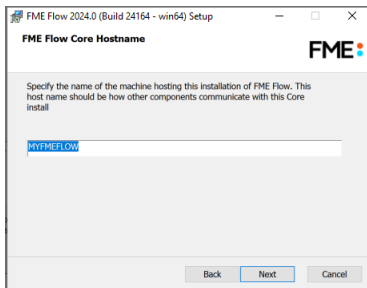 FME Flow 2024.0 (Build 24164 - win64) Setup
FME Flow Core Hostname
FME
Specify the name of the machine hosting this installation of FME Flow. This
host name should be how other components communicate with this Core
install
MYFMEFLOW
Back Next Cancel